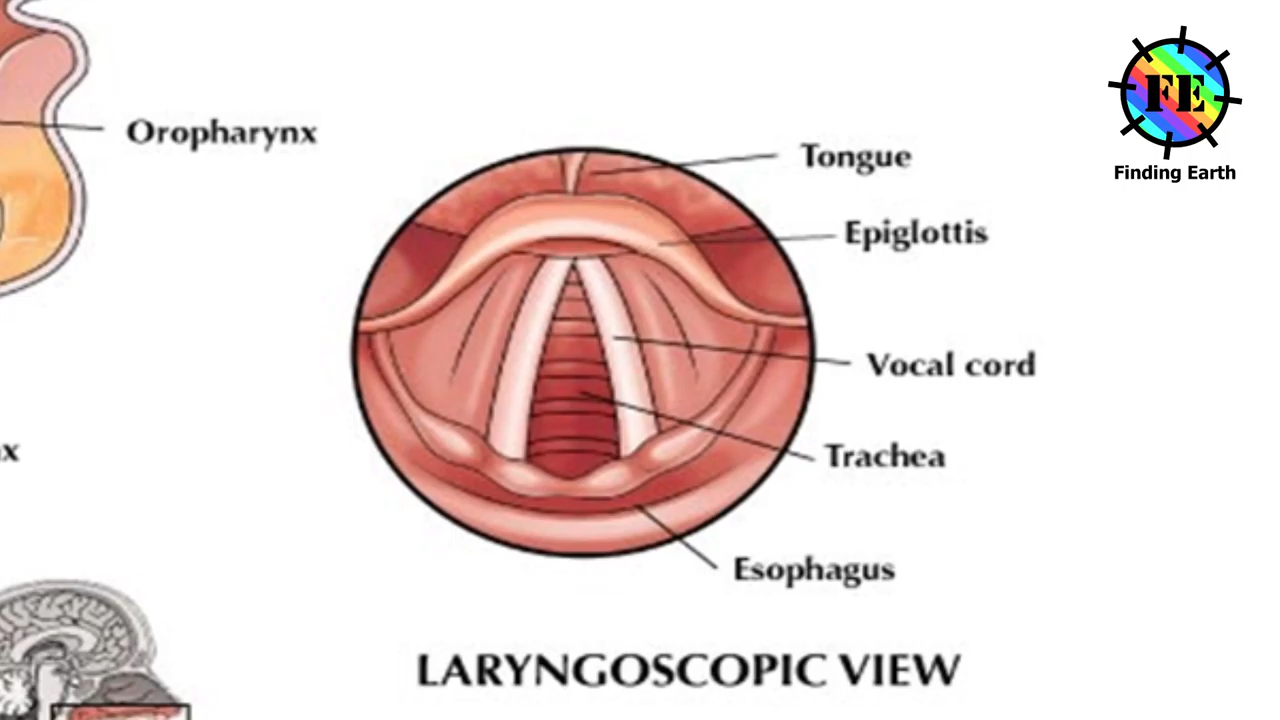 FE
Finding Earth
Oropharynx
Tongue
Epiglottis
Vocal cord
Trachea
x
Esophagus
LARYNGOSCOPIC VIEW